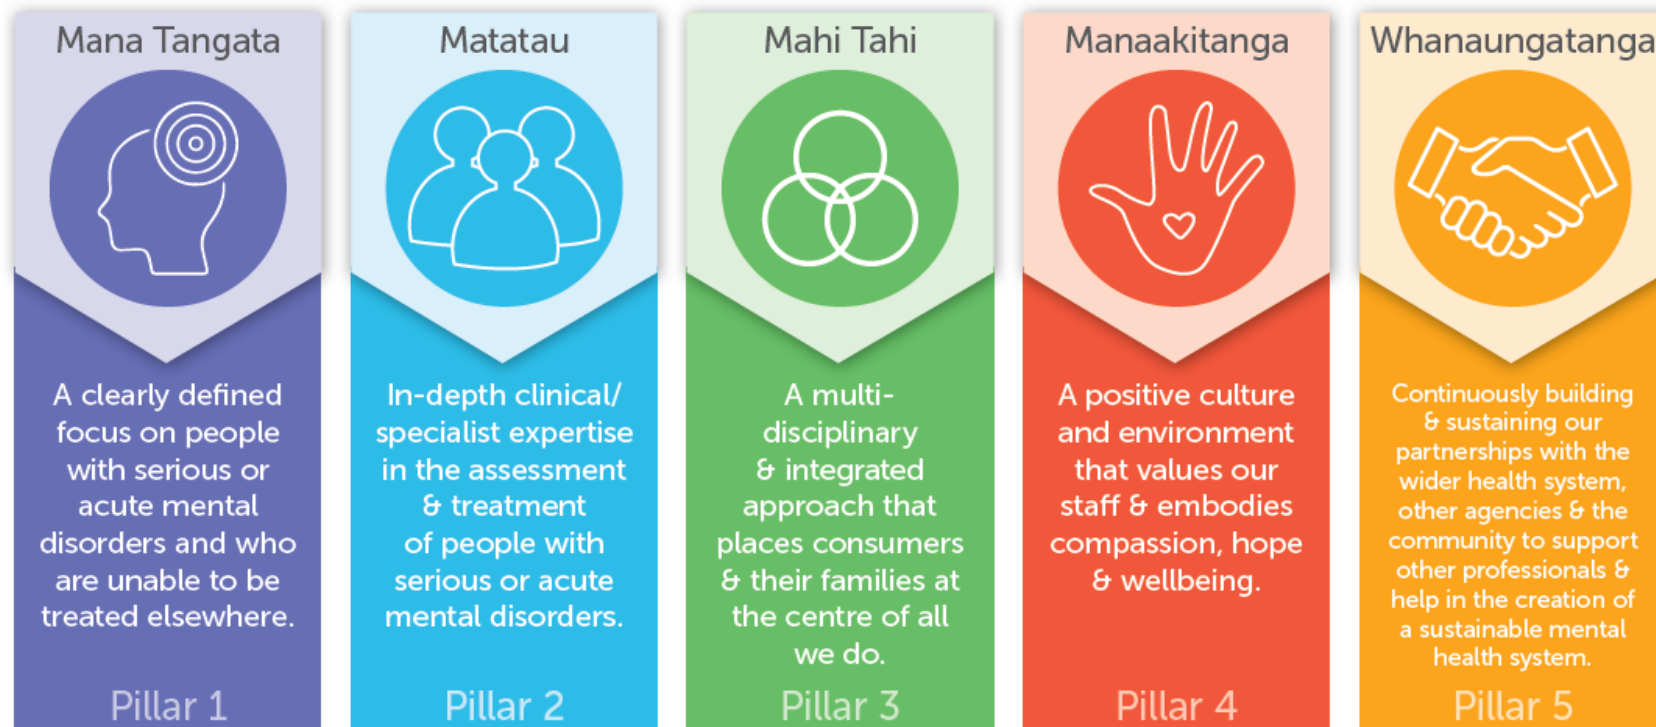 Mana Tangata
A clearly defined
focus on people
with serious or
acute mental
disorders and who
are unable to be
treated elsewhere.
Pillar 1
Matatau
In-depth clinical/
specialist expertise
in the assessment
& treatment
of people with
serious or acute
mental disorders.
Pillar 2
Mahi Tahi
A multi-
disciplinary
& integrated
approach that
places consumers
& their families at
the centre of all
we do.
Pillar 3
Manaakitanga
A positive culture
and environment
that values our
staff & embodies
compassion, hope
& wellbeing.
Pillar 4
Whanaungatanga
Continuously building
& sustaining our
partnerships with the
wider health system,
other agencies & the
community to support
other professionals &
help in the creation of
a sustainable mental
health system.
Pillar 5